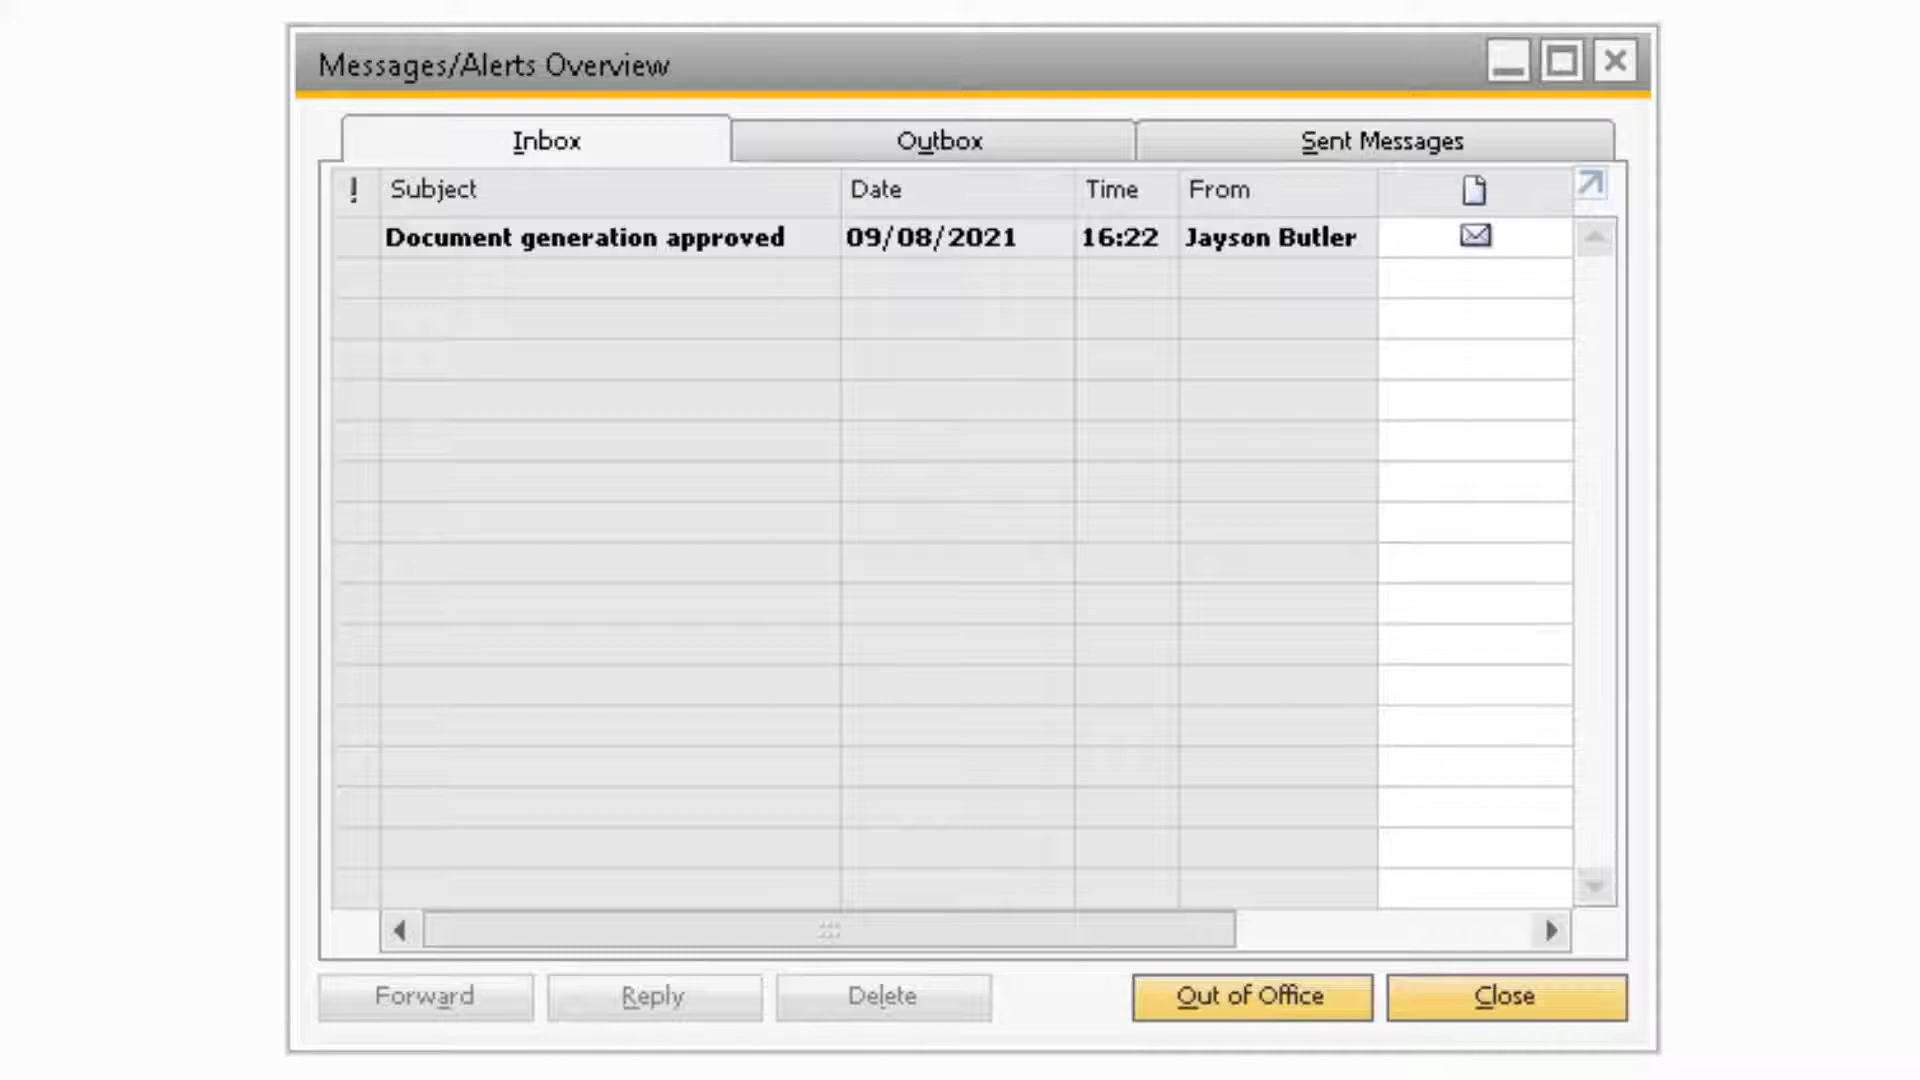 Messages/Alerts Overview
Inbox Outbox Sent Messages
! Subject Date Time From
Document generation approved 09/08/2021 16:22 Jayson Butler
Forward Reply Delete Out of Office Close